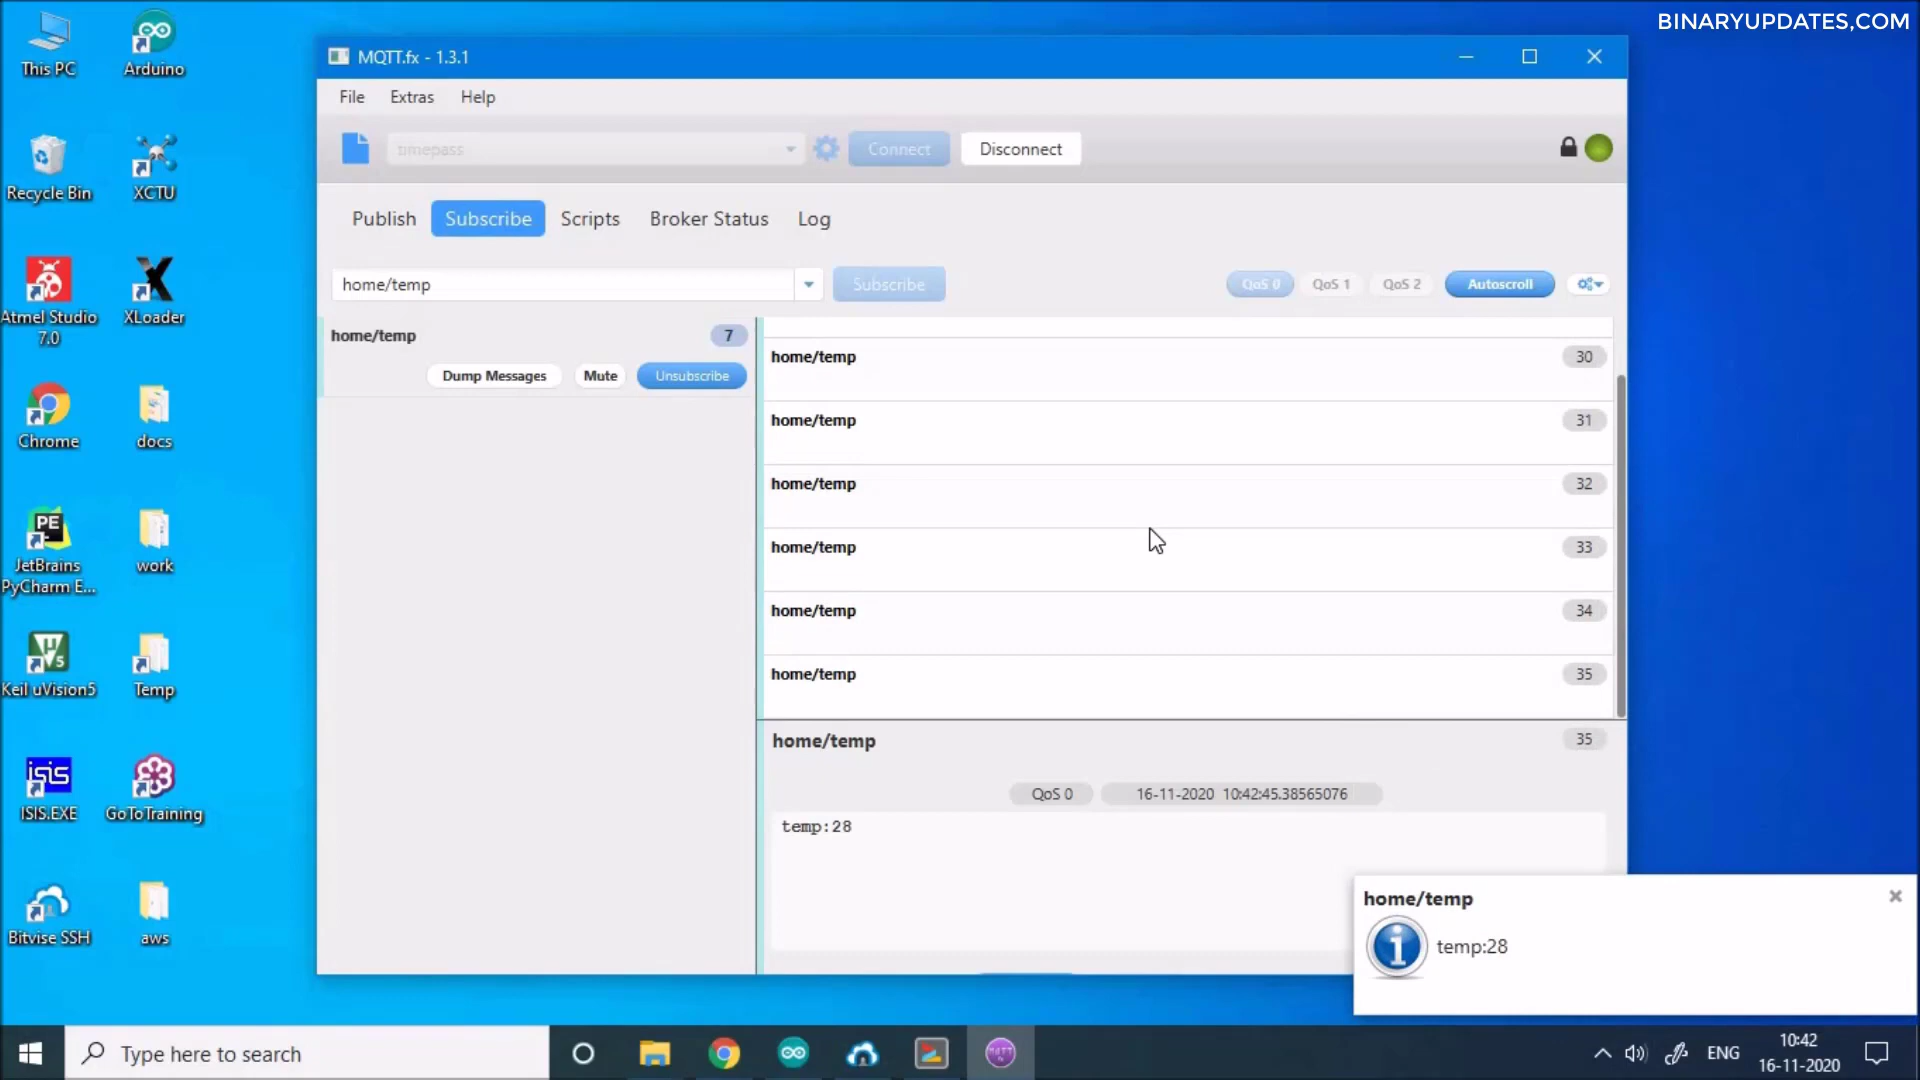 BINARYUPDATES,COM
This PC
Arduino
Recycle Bin
XCTU
Atmel Studio
7.0
XLoader
Chrome
docs
JetBrains
PyCharm E...
work
Keil uVision5
Temp
ISIS.EXE
GoToTraining
Bitvise SSH
aws
MQTT.fx - 1.3.1
File Extras Help
timepass
Connect
Disconnect
Publish Subscribe Scripts Broker Status Log
home/temp
Subscribe
QoS 0 QoS 1 QoS 2 Autoscroll
home/temp 7
Dump Messages Mute Unsubscribe
home/temp 30
home/temp 31
home/temp 32
home/temp 33
home/temp 34
home/temp 35
home/temp 35
QoS 0 16-11-2020 10:42:45.38565076
temp:28
home/temp
temp:28
Type here to search
ENG
10:42
16-11-2020